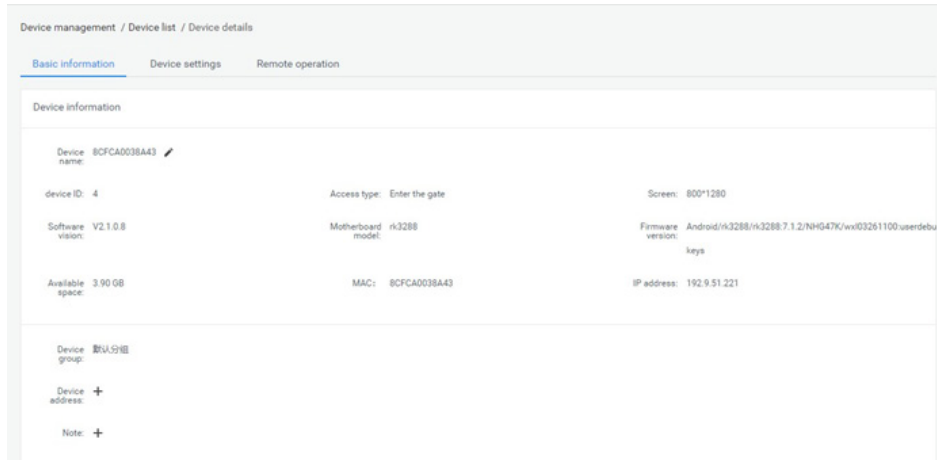 Device management / Device list / Device details
Basic information Device settings Remote operation
Device information
Device name: 8CFCA0038A43
device ID: 4 Access type: Enter the gate Screen: 800*1280
Software vision: V2.1.0.8 Motherboard model: rk3288 Firmware version: Android/rk3288/rk3288:7.1.2/NHG47K/wxl03261100:userdebu
keys
Available space: 3.90 GB MAC: 8CFCA0038A43 IP address: 192.9.51.221
Device group: 默认分组
Device address: +
Note: +